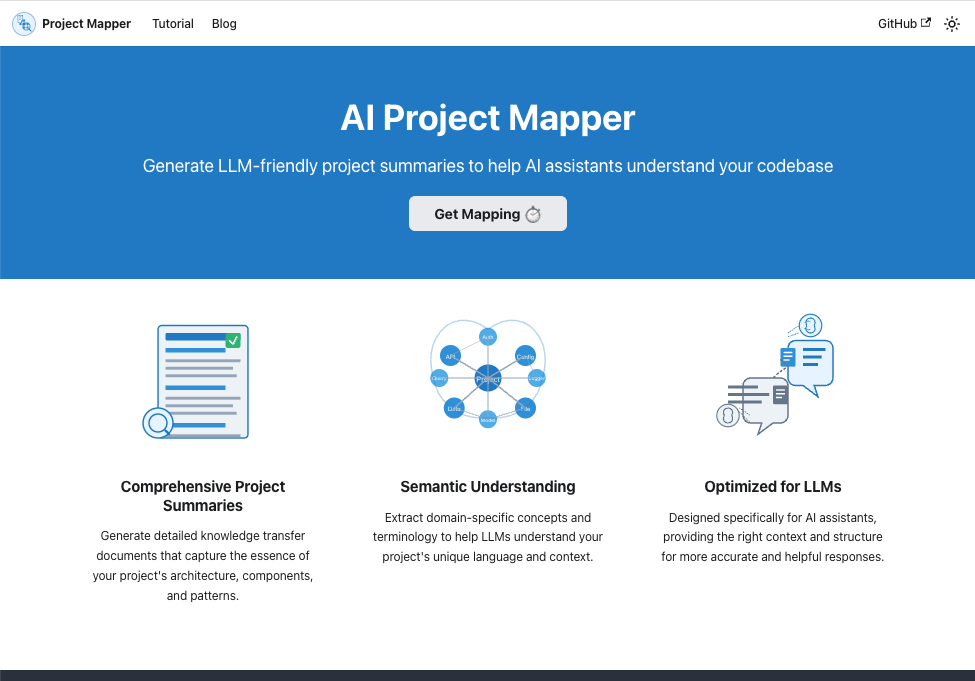 Project Mapper
Tutorial
Blog
GitHub
AI Project Mapper
Generate LLM-friendly project summaries to help AI assistants understand your codebase
Get Mapping
Auth
API
Config
Query
Project
Logger
Data
File
Model
Comprehensive Project
Summaries
Generate detailed knowledge transfer
documents that capture the essence of
your project's architecture, components,
and patterns.
Semantic Understanding
Extract domain-specific concepts and
terminology to help LLMs understand your
project's unique language and context.
Optimized for LLMs
Designed specifically for AI assistants,
providing the right context and structure
for more accurate and helpful responses.